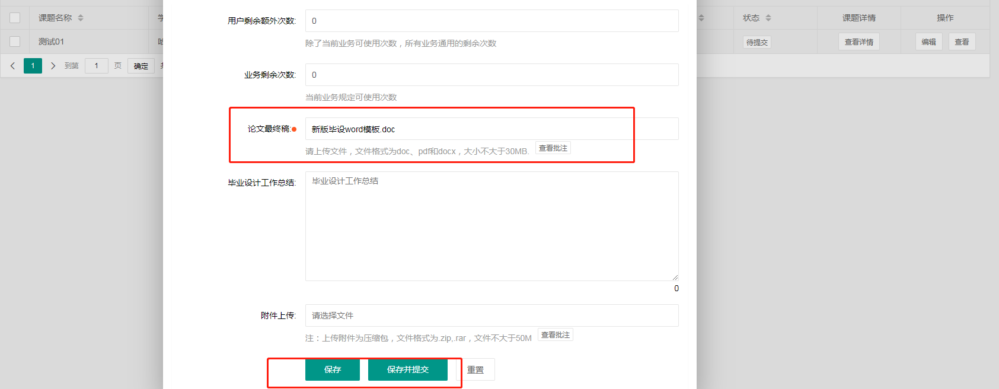 课题名称
测试01
1
到第 1 页 确定
用户剩余额外次数: 0
除了当前业务可使用次数，所有业务通用的剩余次数
业务剩余次数: 0
当前业务规定可使用次数
论文最终稿: 新版毕设word模板.doc
请上传文件，文件格式为doc、pdf和docx，大小不大于30MB. 查看批注
毕业设计工作总结: 毕业设计工作总结
0
附件上传: 请选择文件
注：上传附件为压缩包，文件格式为.zip,.rar，文件不大于50M 查看批注
保存 保存并提交 重置
状态 课题详情 操作
待提交 查看详情 编辑 查看